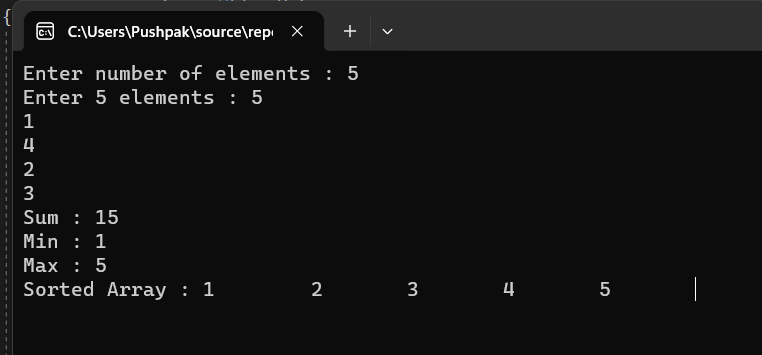 {
C:\Users\Pushpak\source\rep
Enter number of elements : 5
Enter 5 elements : 5
1
4
2
3
Sum : 15
Min : 1
Max : 5
Sorted Array : 1 2 3 4 5